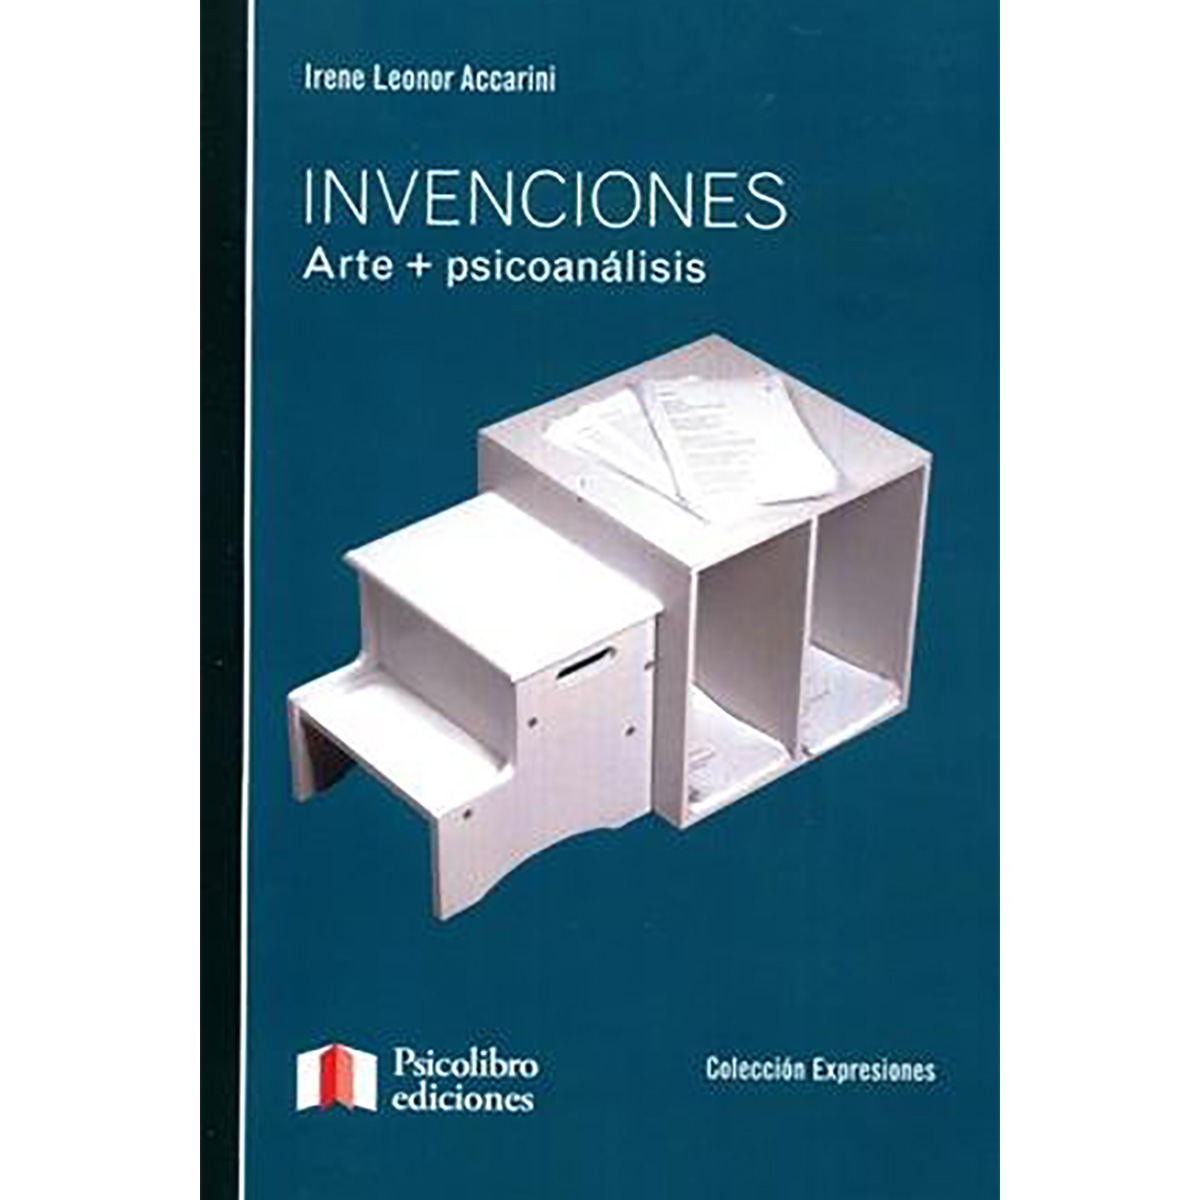 Irene Leonor Accarini
INVENCIONES
Arte + psicoanálisis
Psicolibro
ediciones
Colección Expresiones